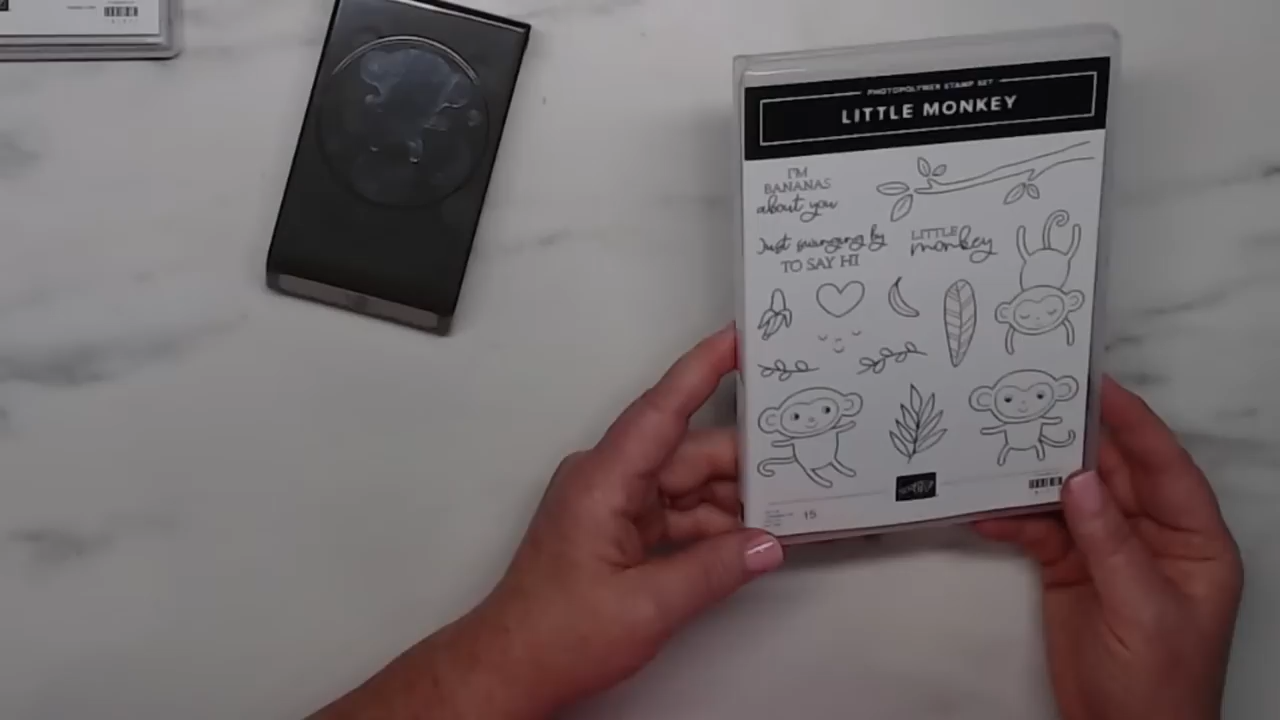 PHOTOPOLYMER STAMP SET
LITTLE MONKEY
I'M
BANANAS
about you
Just swinging by
TO SAY HI
LITTLE
monkey
15